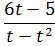 6t − 5
t − t²